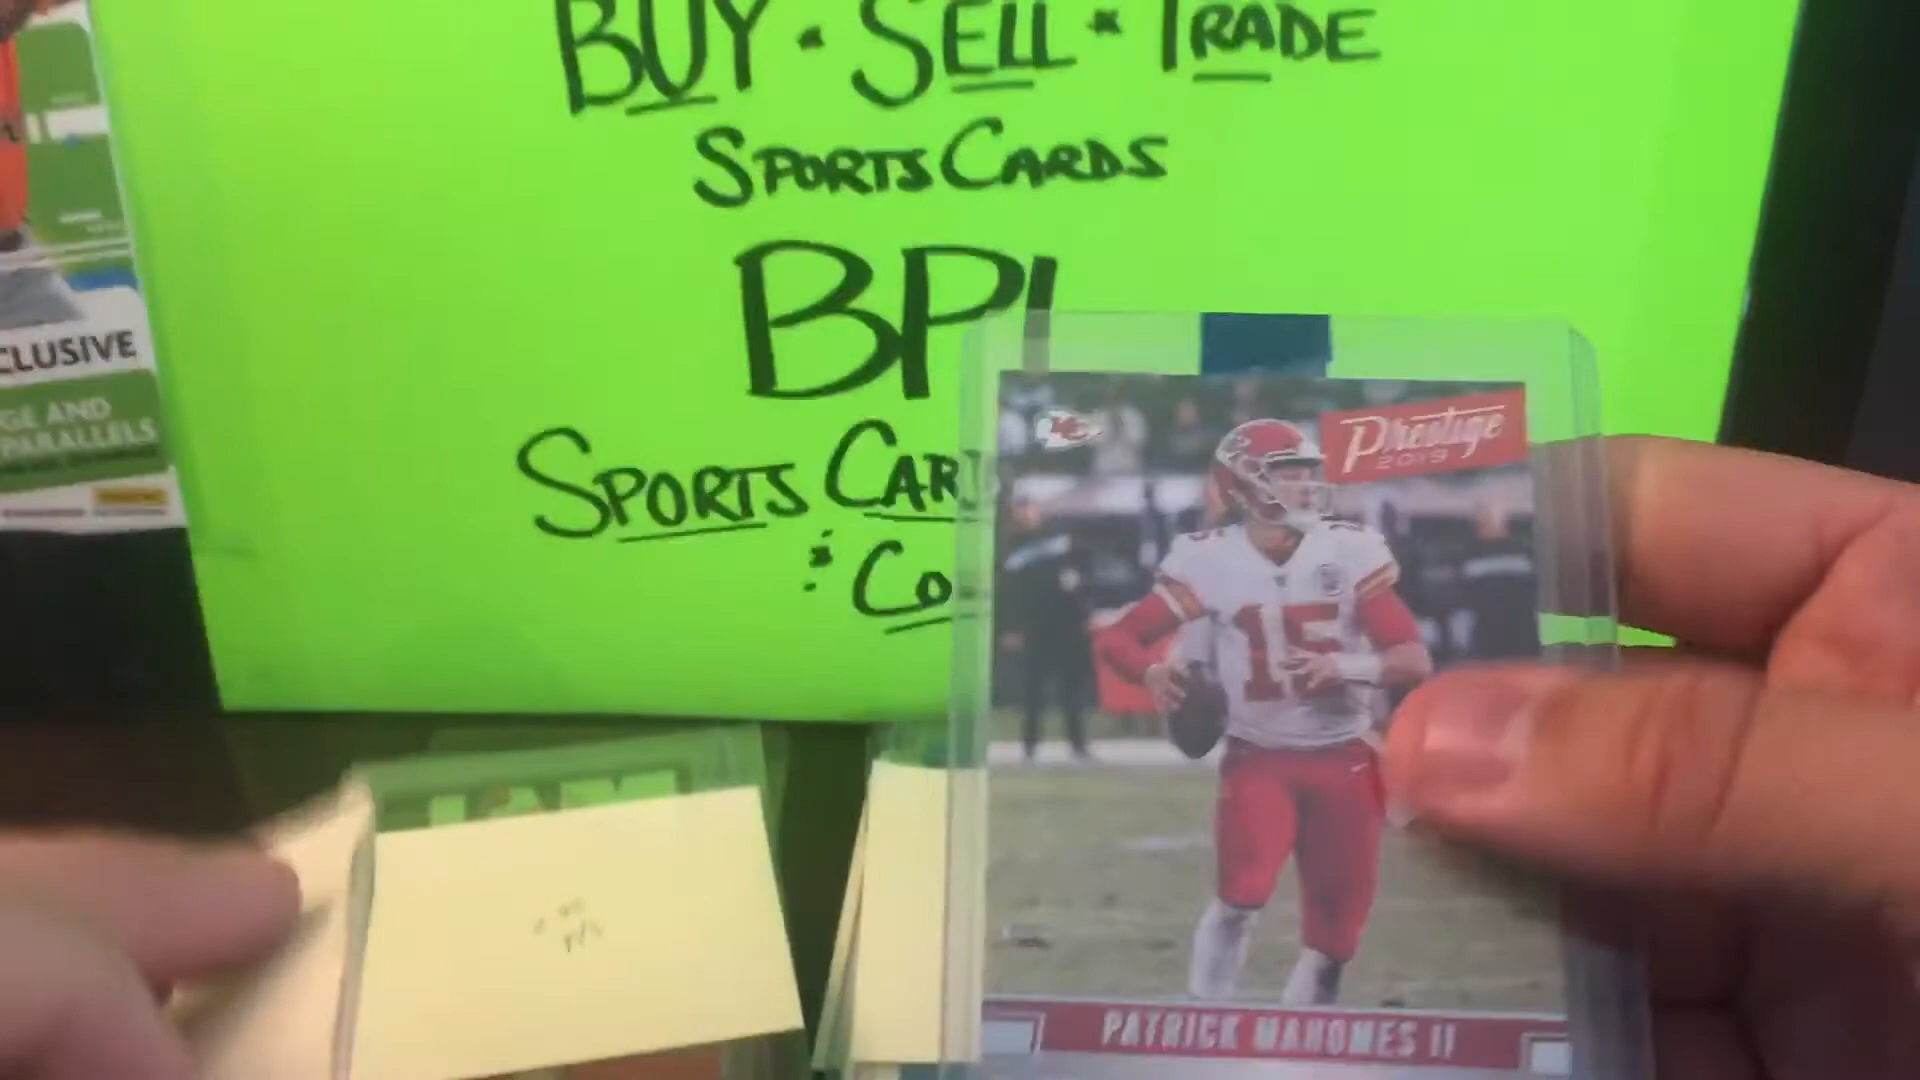 BUY · SELL · TRADE
SPORTS CARDS
BPI
SPORTS CAR
& CO
CLUSIVE
GE AND
PARALLELS
Prestige
2019
15
15
PATRICK MAHOMES II